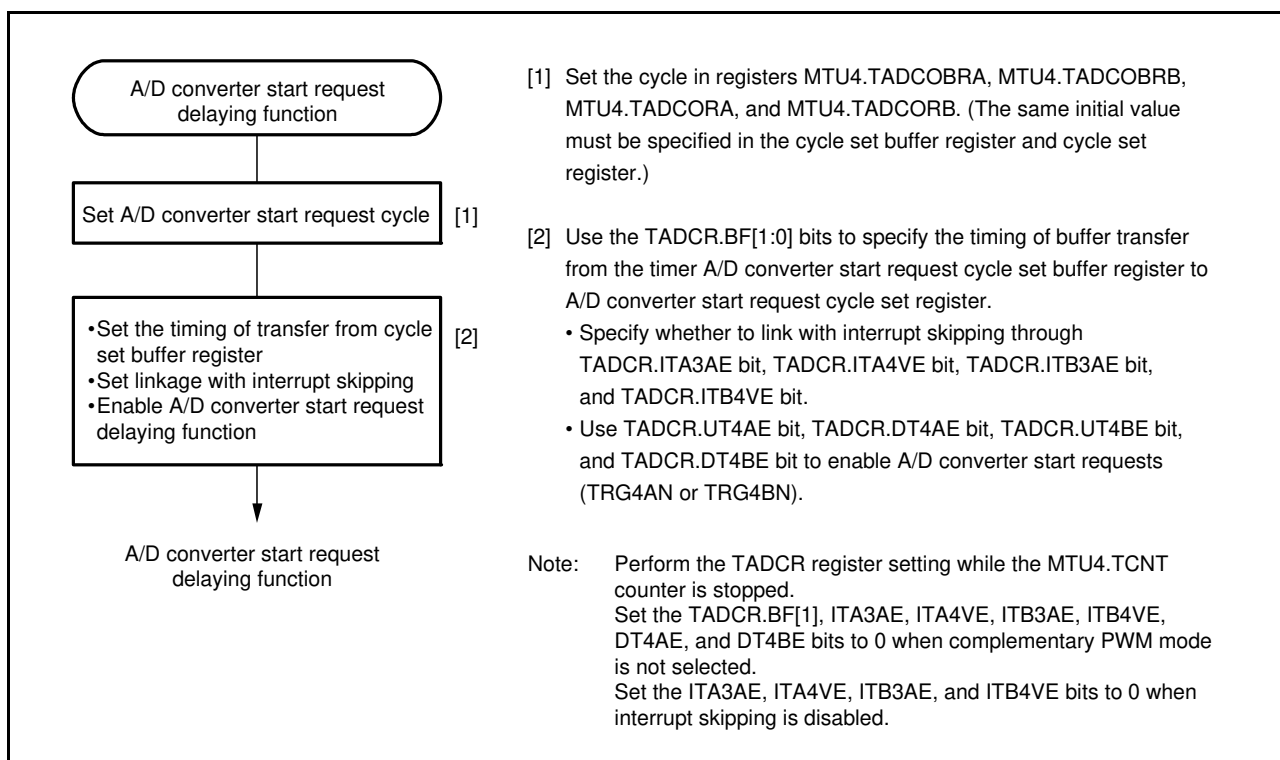 A/D converter start request
delaying function
Set A/D converter start request cycle
[1]
•Set the timing of transfer from cycle
set buffer register
•Set linkage with interrupt skipping
•Enable A/D converter start request
delaying function
[2]
A/D converter start request
delaying function
[1] Set the cycle in registers MTU4.TADCOBRA, MTU4.TADCOBRB,
MTU4.TADCORA, and MTU4.TADCORB. (The same initial value
must be specified in the cycle set buffer register and cycle set
register.)
[2] Use the TADCR.BF[1:0] bits to specify the timing of buffer transfer
from the timer A/D converter start request cycle set buffer register to
A/D converter start request cycle set register.
• Specify whether to link with interrupt skipping through
TADCR.ITA3AE bit, TADCR.ITA4VE bit, TADCR.ITB3AE bit,
and TADCR.ITB4VE bit.
• Use TADCR.UT4AE bit, TADCR.DT4AE bit, TADCR.UT4BE bit,
and TADCR.DT4BE bit to enable A/D converter start requests
(TRG4AN or TRG4BN).
Note: Perform the TADCR register setting while the MTU4.TCNT
counter is stopped.
Set the TADCR.BF[1], ITA3AE, ITA4VE, ITB3AE, ITB4VE,
DT4AE, and DT4BE bits to 0 when complementary PWM mode
is not selected.
Set the ITA3AE, ITA4VE, ITB3AE, and ITB4VE bits to 0 when
interrupt skipping is disabled.